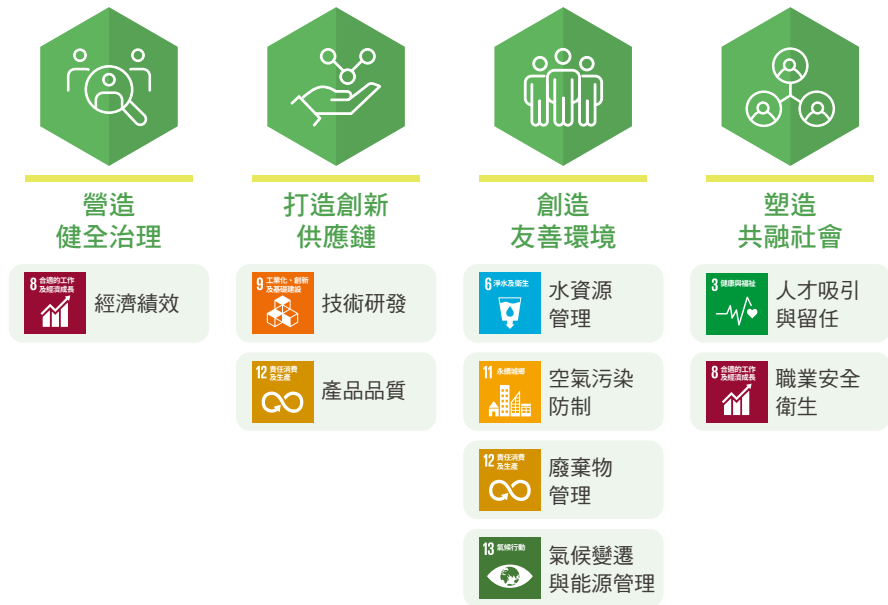 營造
健全治理
8 合適的工作
及經濟成長
經濟績效
打造創新
供應鏈
9 工業化、創新
及基礎建設
技術研發
12 責任消費
及生產
產品品質
創造
友善環境
6 淨水及衛生
水資源
管理
11 永續城鄉
空氣污染
防制
12 責任消費
及生產
廢棄物
管理
13 氣候行動
氣候變遷
與能源管理
塑造
共融社會
3 健康與福祉
人才吸引
與留任
8 合適的工作
及經濟成長
職業安全
衛生